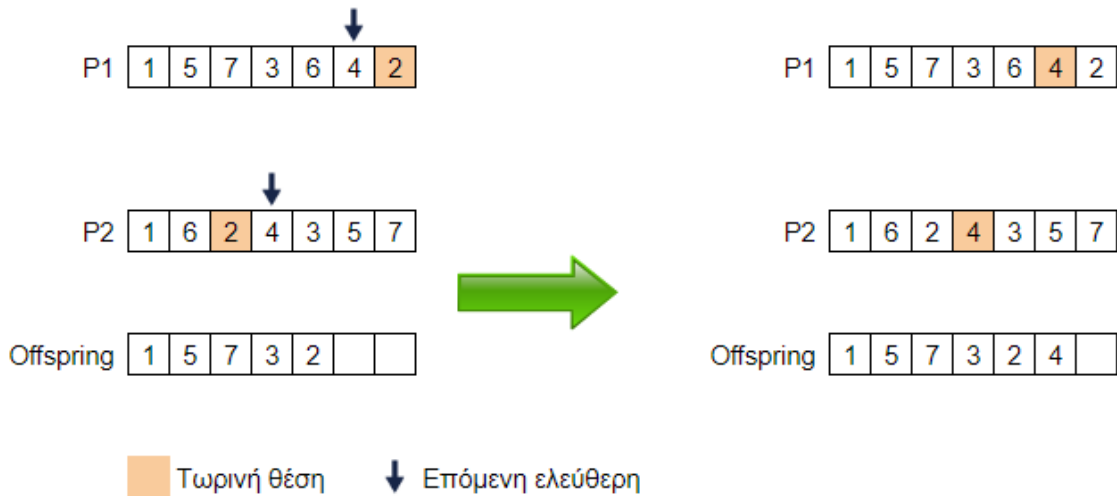 P1 1 5 7 3 6 4 2
P1 1 5 7 3 6 4 2
P2 1 6 2 4 3 5 7
P2 1 6 2 4 3 5 7
Offspring 1 5 7 3 2
Offspring 1 5 7 3 2 4
Τωρινή θέση
Επόμενη ελεύθερη